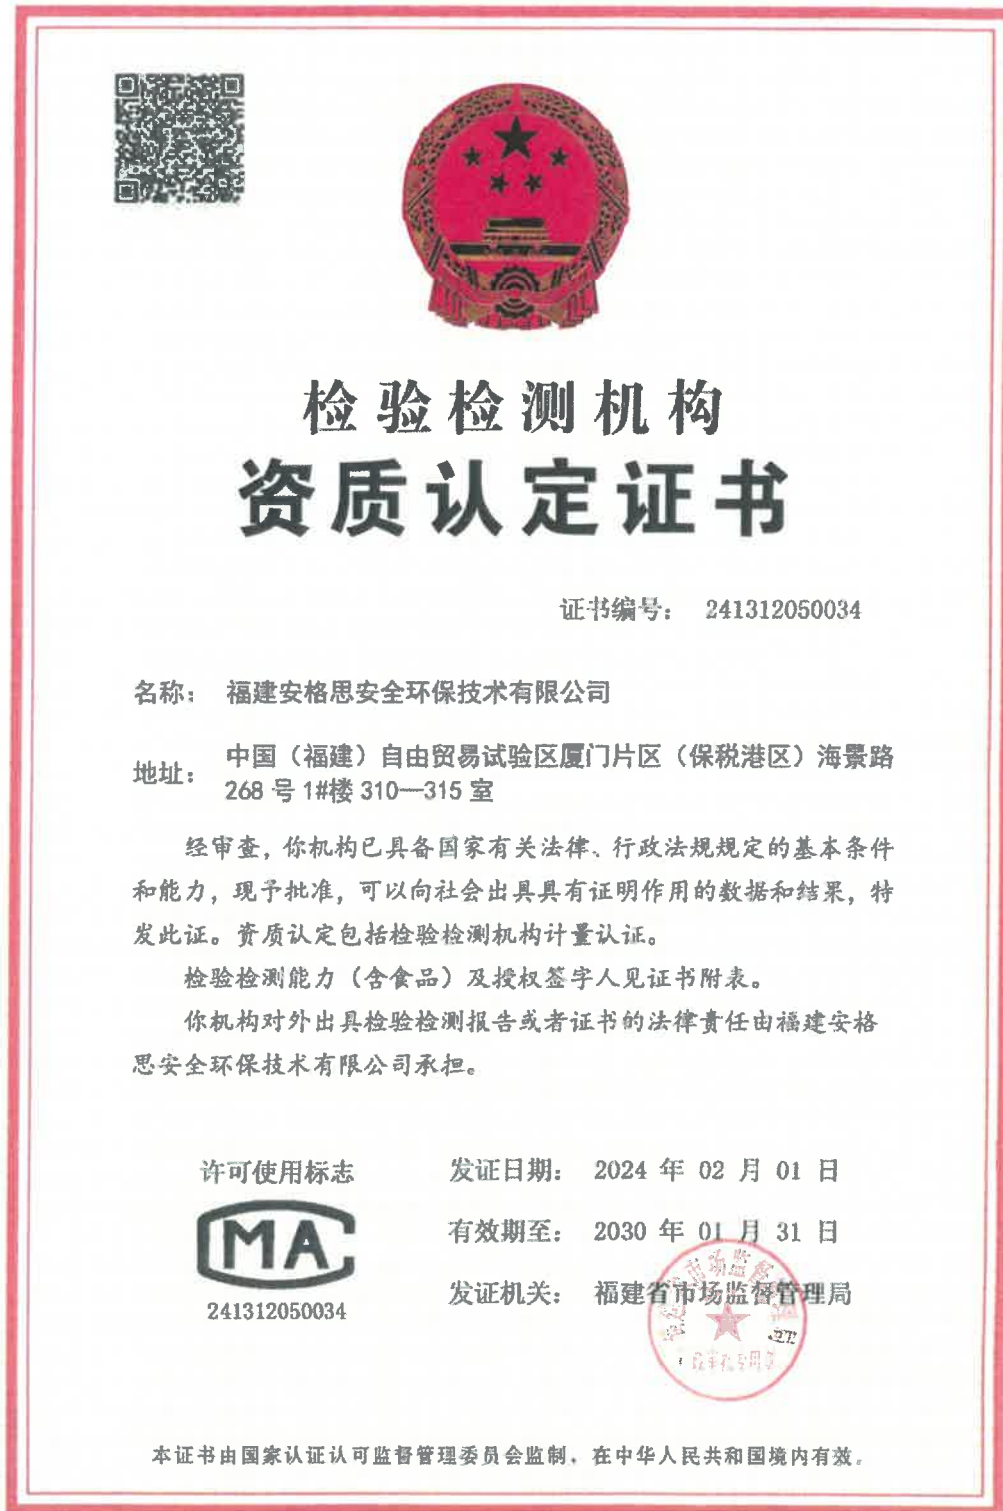 检验检测机构
资质认定证书
证书编号： 241312050034
名称： 福建安格思安全环保技术有限公司
地址： 中国（福建）自由贸易试验区厦门片区（保税港区）海景路
268 号 1#楼 310—315 室
经审查，你机构已具备国家有关法律、行政法规规定的基本条件
和能力，现予批准，可以向社会出具具有证明作用的数据和结果，特
发此证。资质认定包括检验检测机构计量认证。
检验检测能力（含食品）及授权签字人见证书附表。
你机构对外出具检验检测报告或者证书的法律责任由福建安格
思安全环保技术有限公司承担。
许可使用标志
MA
241312050034
发证日期： 2024 年 02 月 01 日
有效期至： 2030 年 01 月 31 日
发证机关： 福建省市场监督管理局
本证书由国家认证认可监督管理委员会监制，在中华人民共和国境内有效。